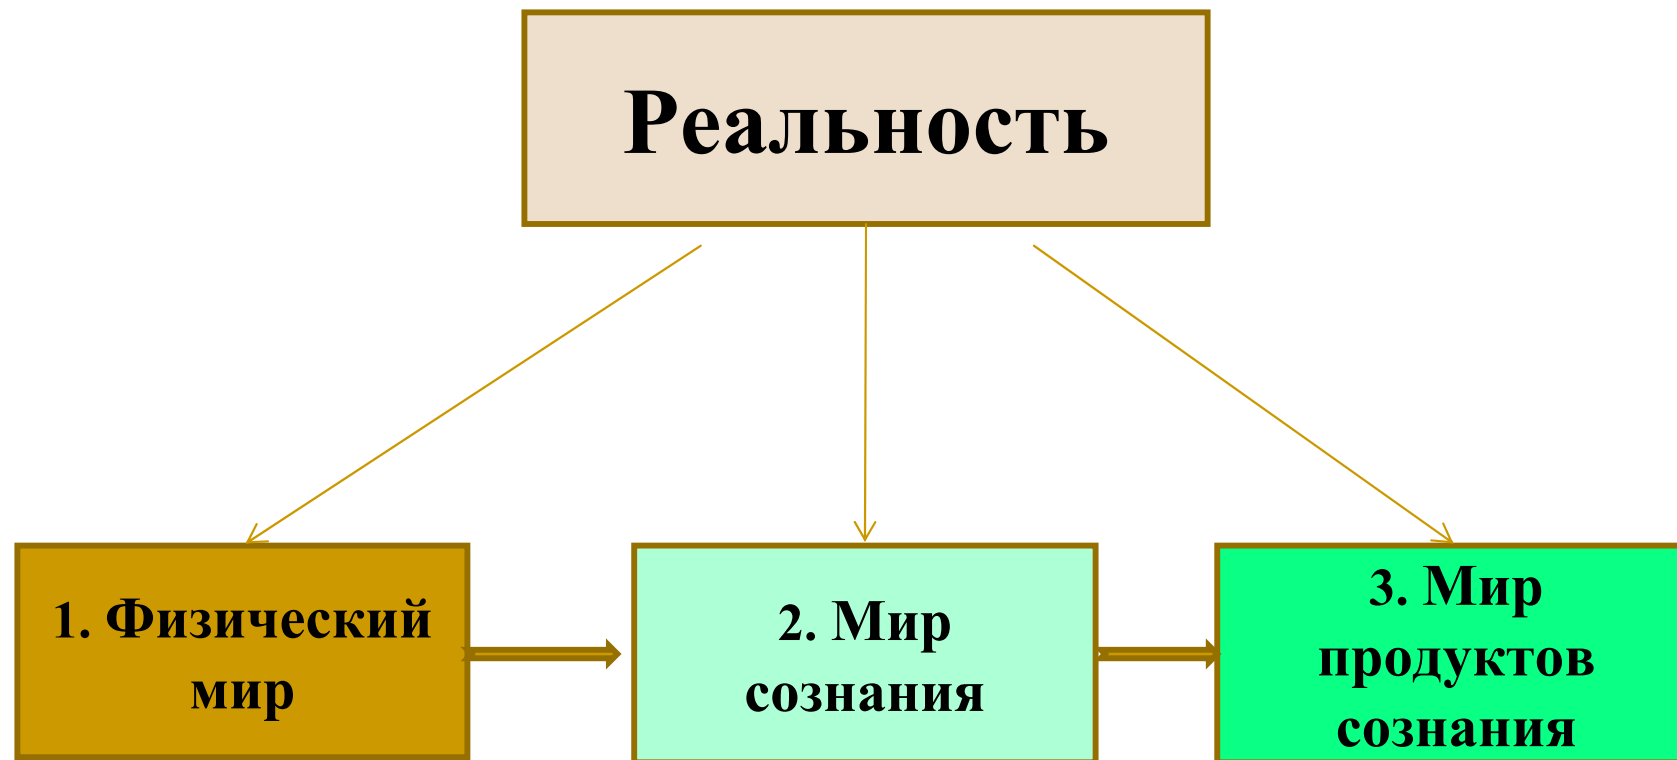 Реальность
1. Физический
мир
2. Мир
сознания
3. Мир
продуктов
сознания